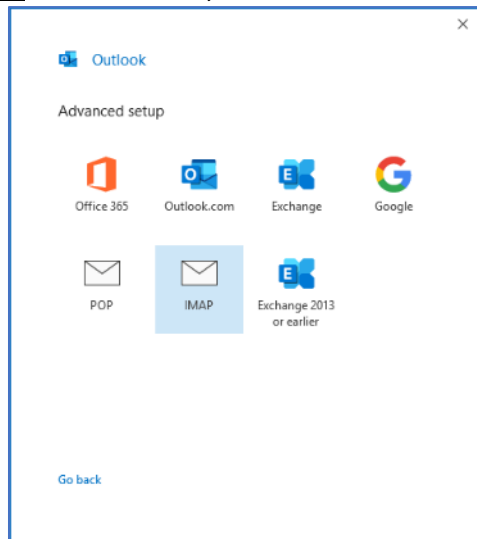 Outlook
Advanced setup
Office 365
Outlook.com
Exchange
Google
POP
IMAP
Exchange 2013
or earlier
Go back